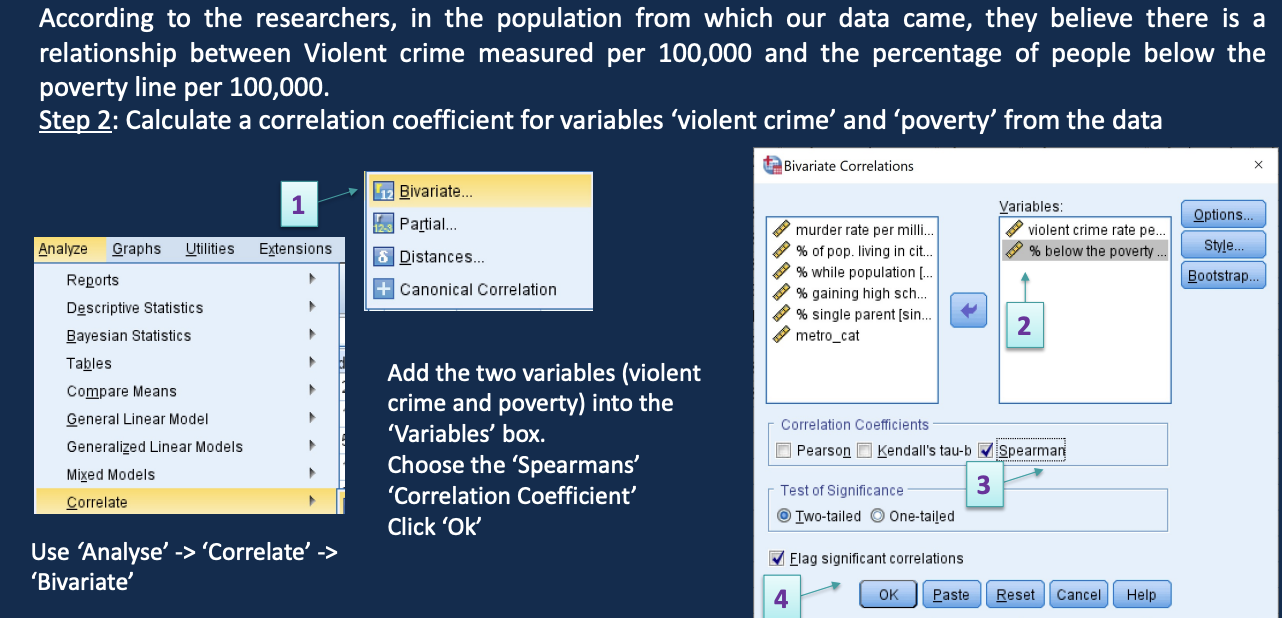 According to the researchers, in the population from which our data came, they believe there is a
relationship between Violent crime measured per 100,000 and the percentage of people below the
poverty line per 100,000.
Step 2: Calculate a correlation coefficient for variables ‘violent crime’ and ‘poverty’ from the data
1
Bivariate...
Partial...
Distances...
Canonical Correlation
Analyze Graphs Utilities Extensions
Reports
Descriptive Statistics
Bayesian Statistics
Tables
Compare Means
General Linear Model
Generalized Linear Models
Mixed Models
Correlate
Use ‘Analyse’ -> ‘Correlate’ ->
‘Bivariate’
Add the two variables (violent
crime and poverty) into the
‘Variables’ box.
Choose the ‘Spearmans’
‘Correlation Coefficient’
Click ‘Ok’
Bivariate Correlations
murder rate per milli...
% of pop. living in cit...
% while population [...
% gaining high sch...
% single parent [sin...
metro_cat
Variables:
violent crime rate pe...
% below the poverty ...
2
Options...
Style...
Bootstrap...
Correlation Coefficients
Pearson Kendall's tau-b Spearman
3
Test of Significance
Two-tailed One-tailed
Flag significant correlations
4
OK Paste Reset Cancel Help